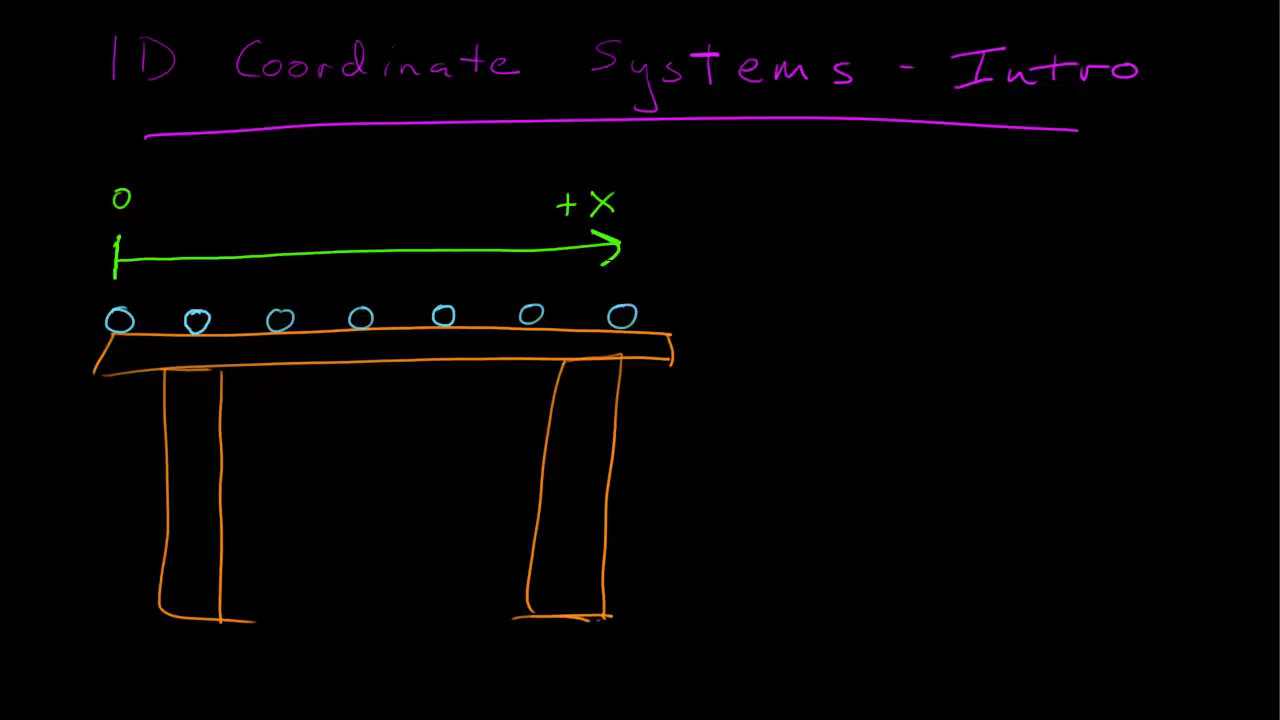 1D Coordinate Systems - Intro
0 +X